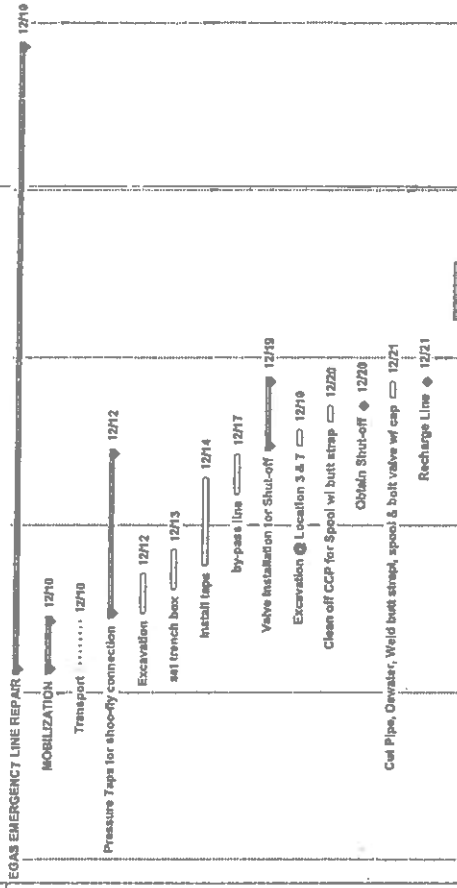 EGAS EMERGENCY LINE REPAIR 12/10
MOBILIZATION 12/10
Transport 12/10
Pressure Taps for shoo-fly connection 12/12
Excavation 12/12
set trench box 12/13
Install taps 12/14
by-pass line 12/17
Valve Installation for Shut-off 12/19
Excavation @ Location 3 & 7 12/19
Clean off CCP for Spool w/ butt strap 12/20
Obtain Shut-off 12/20
Cut Pipe, Dewater, Weld butt strapl, spool & bolt valve w/ cap 12/21
Recharge Line 12/21